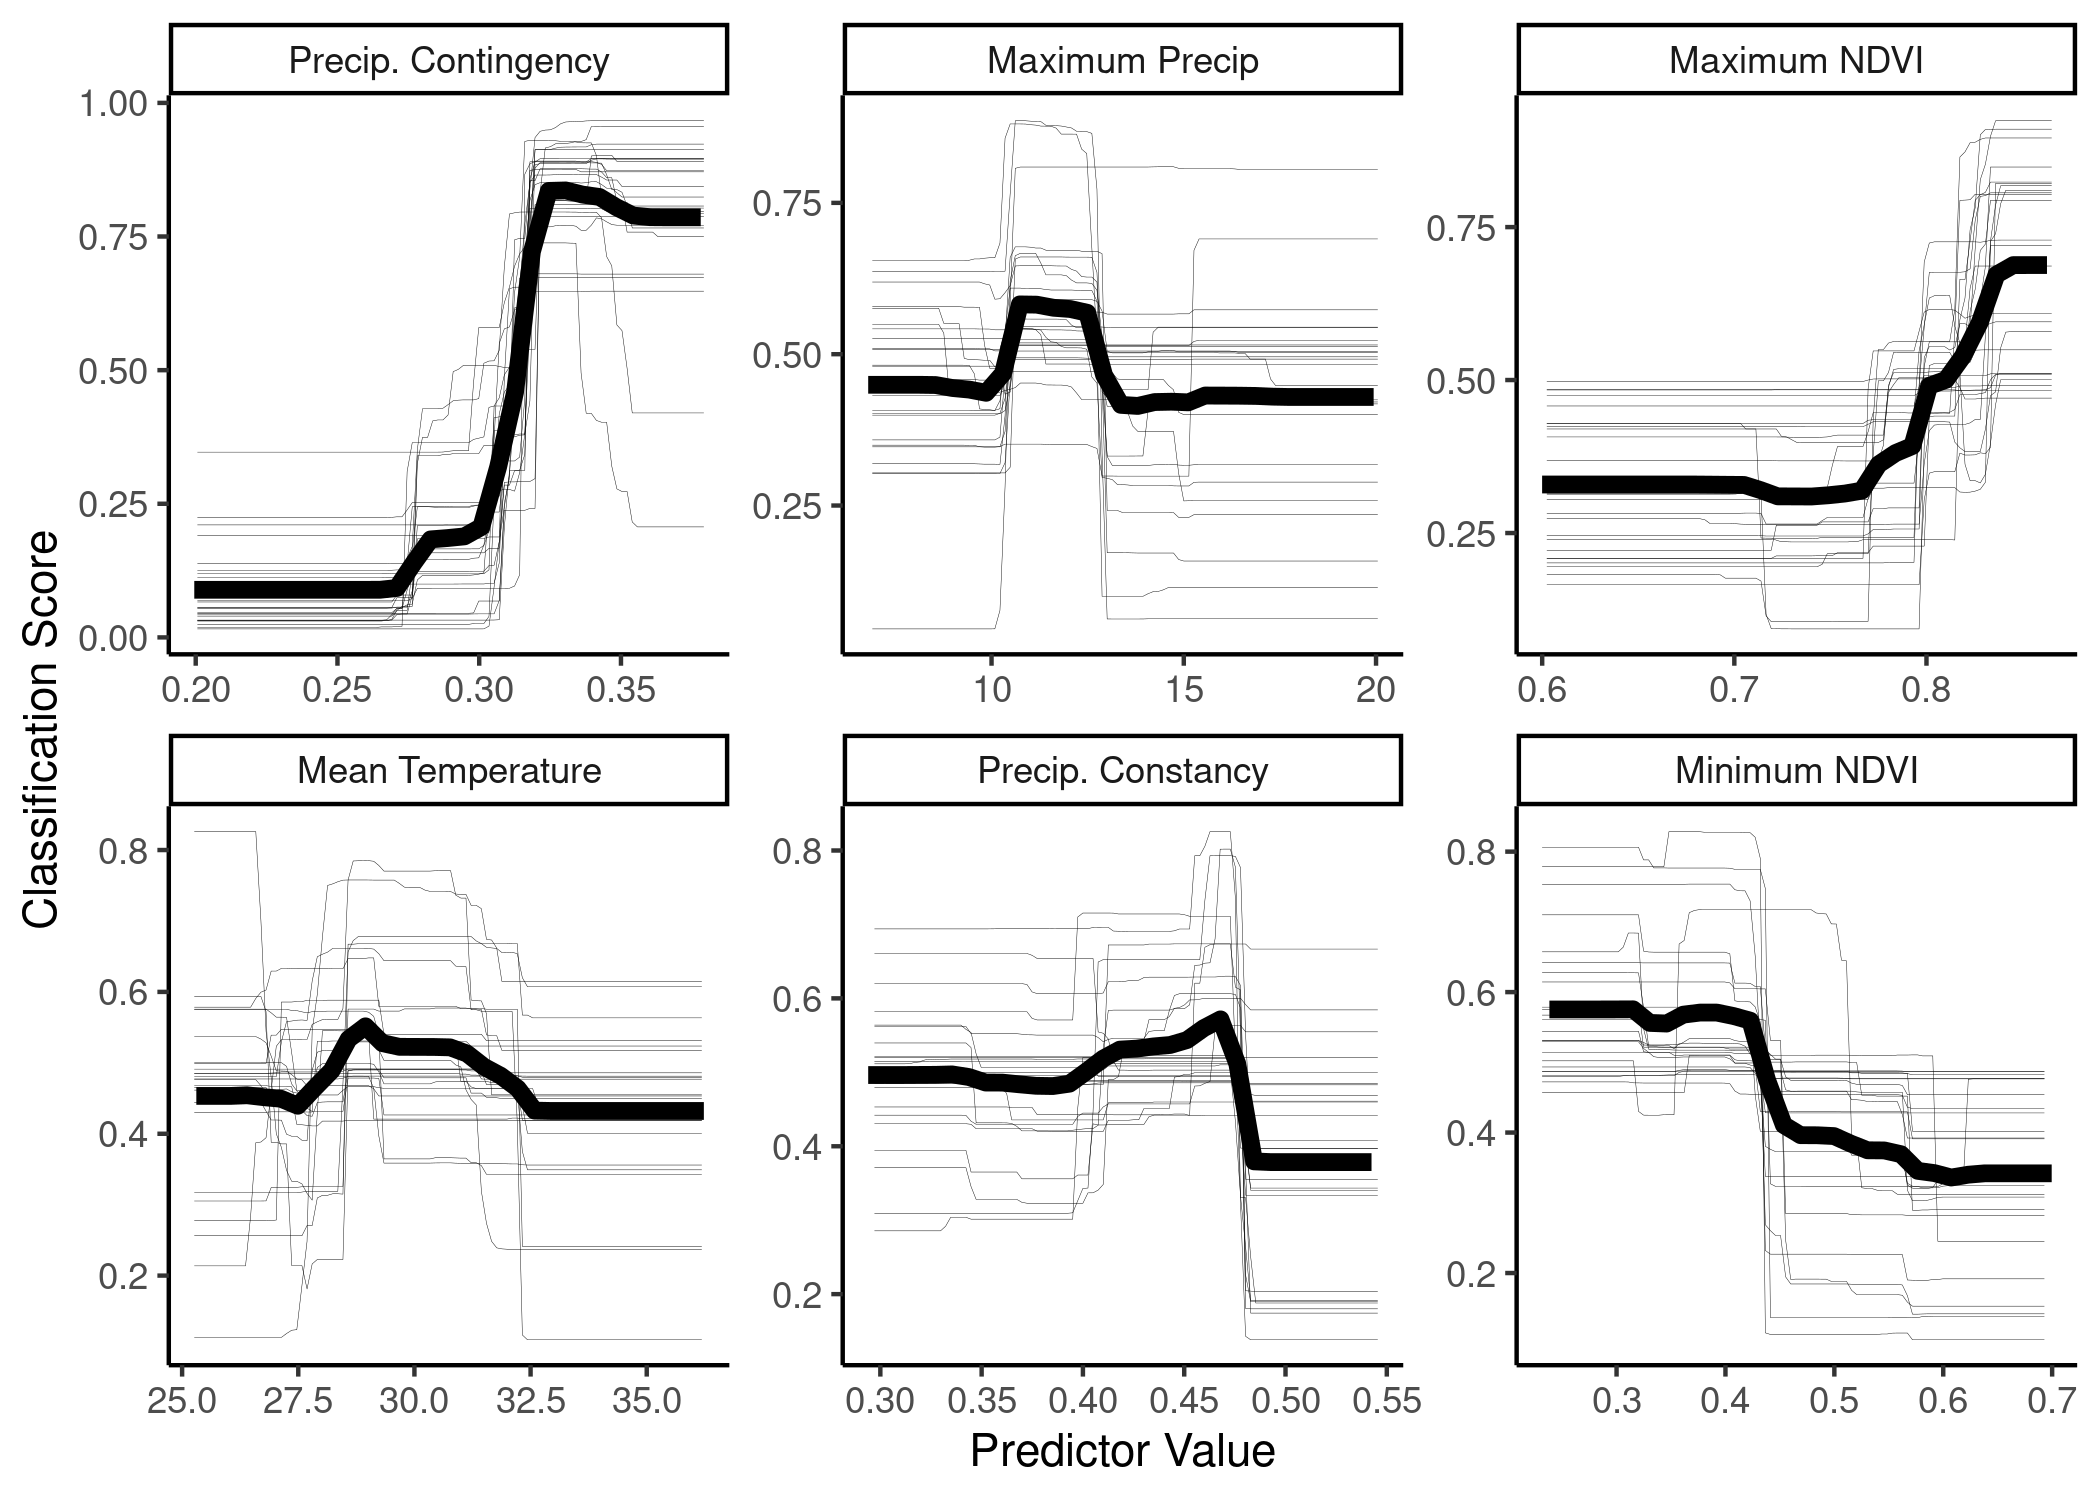 Precip. Contingency
Maximum Precip
Maximum NDVI
1.00
0.75
0.50
0.25
0.00
0.75
0.50
0.25
0.75
0.50
0.25
0.20 0.25 0.30 0.35
10 15 20
0.6 0.7 0.8
Classification Score
Mean Temperature
Precip. Constancy
Minimum NDVI
0.8
0.6
0.4
0.2
0.8
0.6
0.4
0.2
0.8
0.6
0.4
0.2
25.0 27.5 30.0 32.5 35.0
0.30 0.35 0.40 0.45 0.50 0.55
0.3 0.4 0.5 0.6 0.7
Predictor Value